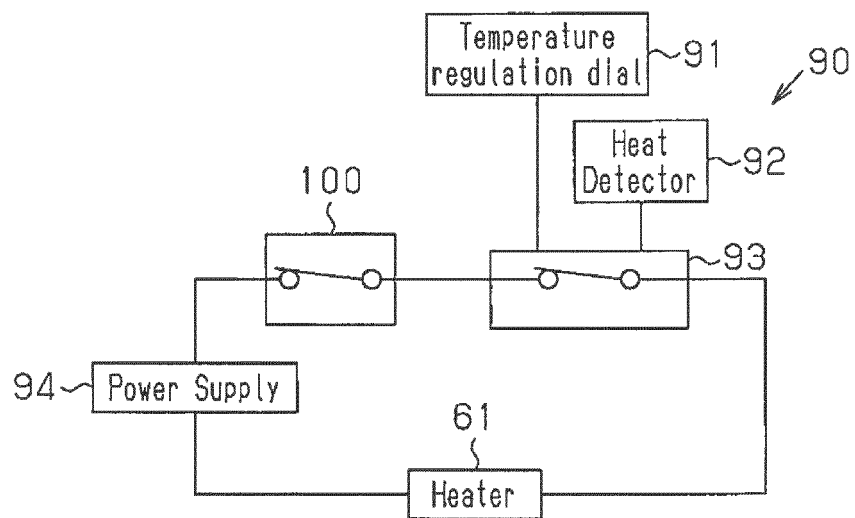 Temperature
regulation dial
91
90
Heat
Detector
92
100
93
94
Power Supply
61
Heater